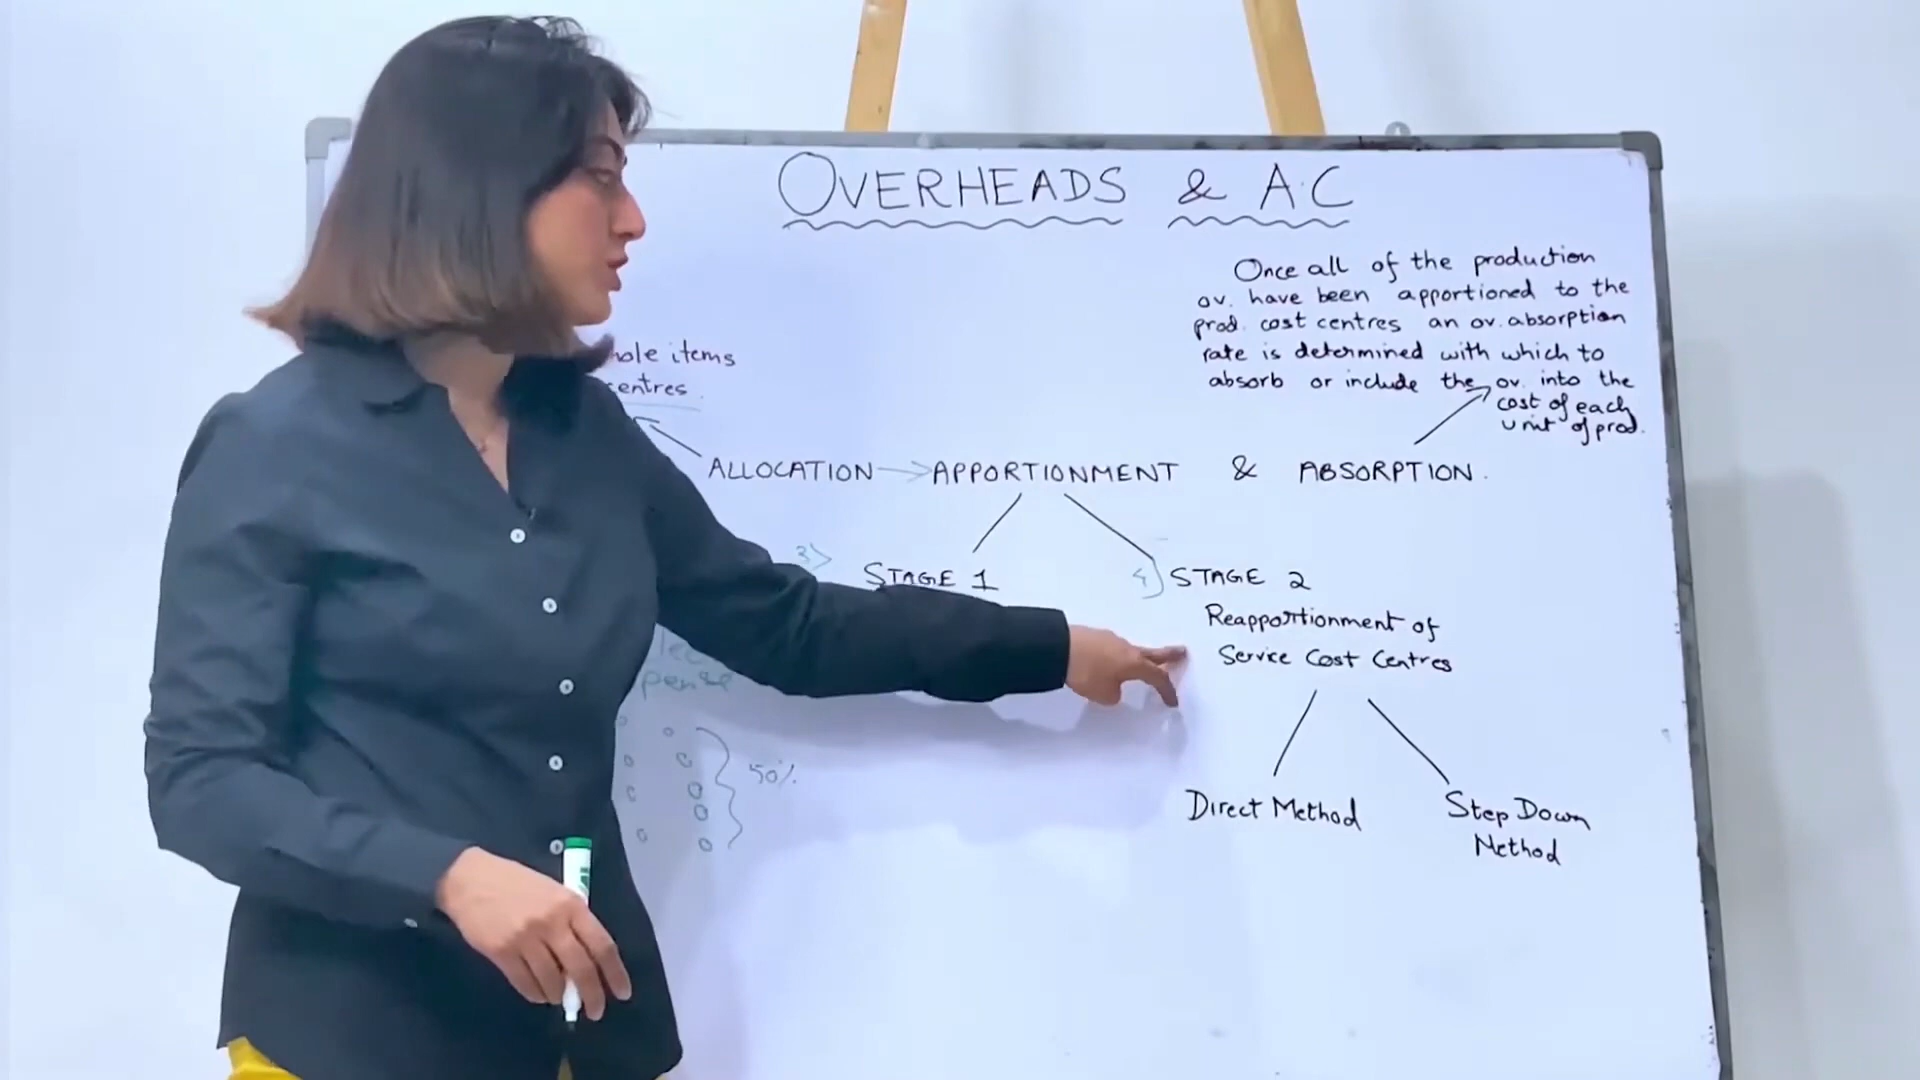 OVERHEADS & A.C
Once all of the production
ov. have been apportioned to the
prod. cost centres an ov. absorption
rate is determined with which to
absorb or include the ov. into the
cost of each
unit of prod.
items
centres.
ALLOCATION APPORTIONMENT & ABSORPTION.
3)
STAGE 1
4) STAGE 2
Reapportionment of
Service Cost Centres
50%
Direct Method
Step Down
Method